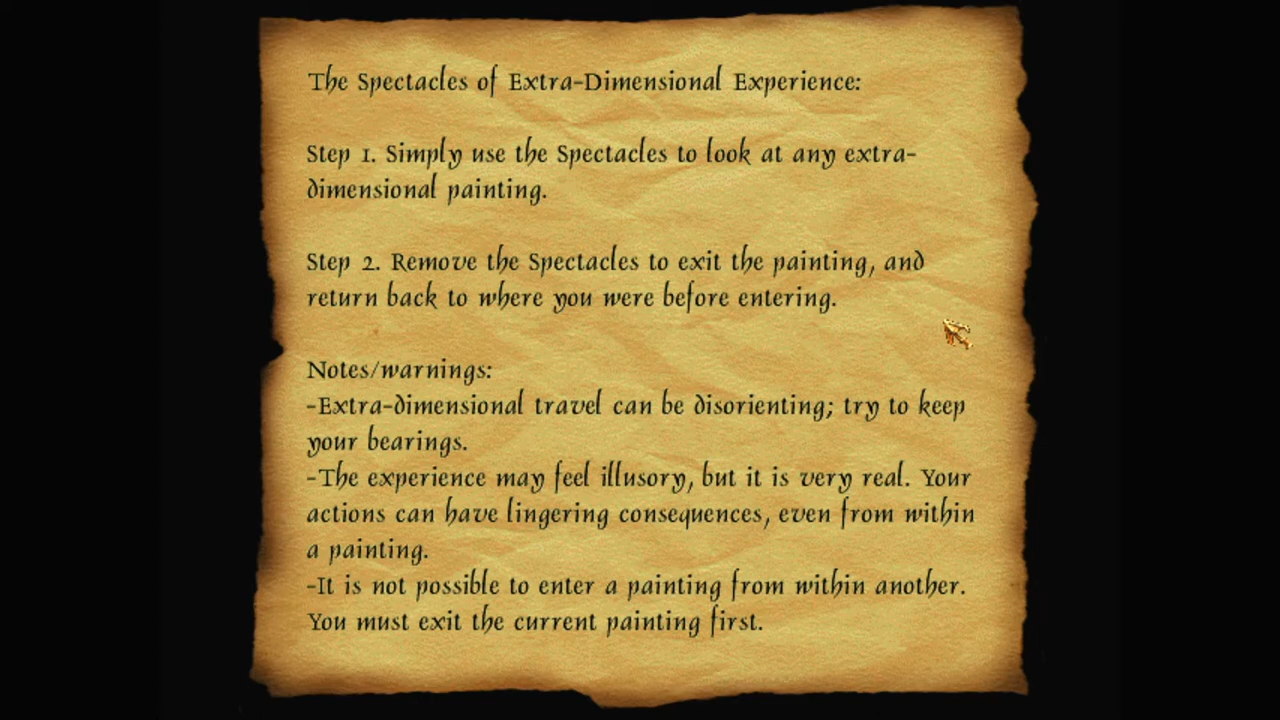 The Spectacles of Extra-Dimensional Experience:
Step 1. Simply use the Spectacles to look at any extra-
dimensional painting.
Step 2. Remove the Spectacles to exit the painting, and
return back to where you were before entering.
Notes/warnings:
-Extra-dimensional travel can be disorienting; try to keep
your bearings.
-The experience may feel illusory, but it is very real. Your
actions can have lingering consequences, even from within
a painting.
-It is not possible to enter a painting from within another.
You must exit the current painting first.